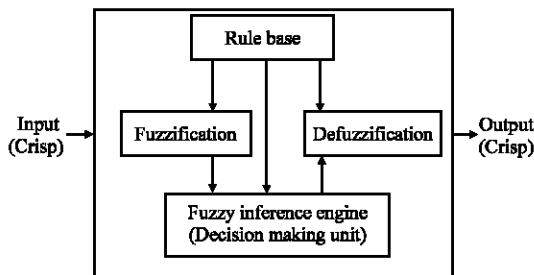 Rule base
Input
(Crisp)
Fuzzification
Defuzzification
Output
(Crisp)
Fuzzy inference engine
(Decision making unit)